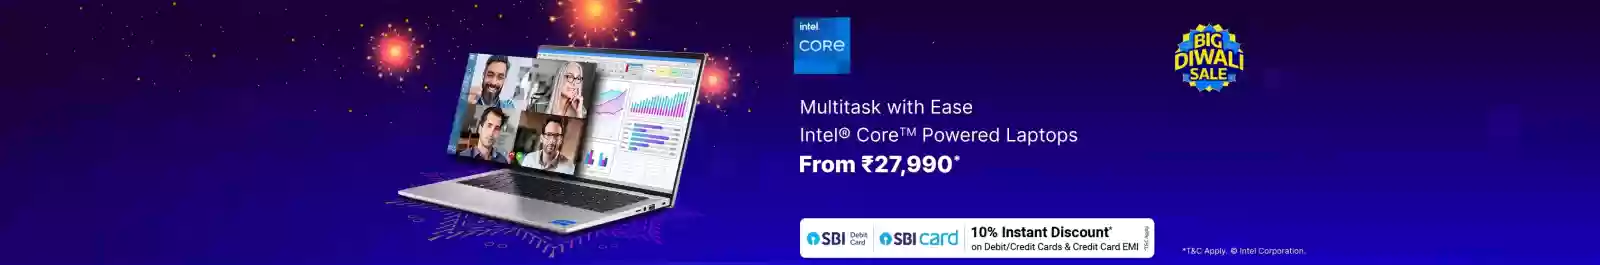 intel
CORE
BIG
DIWALI
SALE
Multitask with Ease
Intel® Core™ Powered Laptops
From ₹27,990*
SBI Debit Card
SBI card
10% Instant Discount*
on Debit/Credit Cards & Credit Card EMI
*T&C Apply
*T&C Apply. © Intel Corporation.